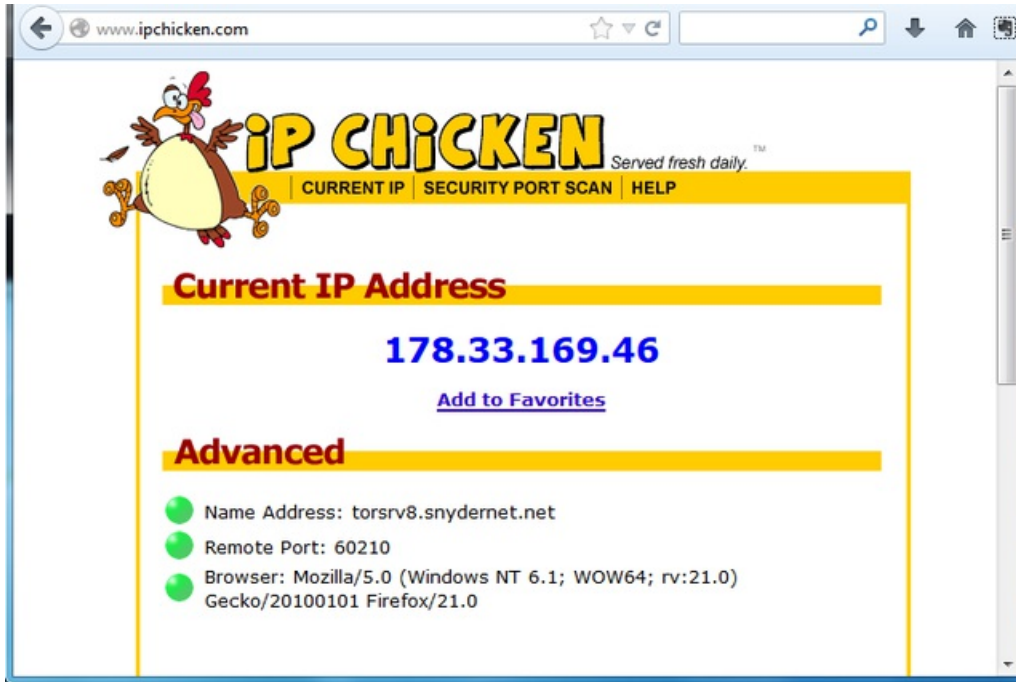 www.ipchicken.com
iP CHiCKEN
Served fresh daily. ™
CURRENT IP | SECURITY PORT SCAN | HELP
Current IP Address
178.33.169.46
Add to Favorites
Advanced
Name Address: torsrv8.snydernet.net
Remote Port: 60210
Browser: Mozilla/5.0 (Windows NT 6.1; WOW64; rv:21.0)
Gecko/20100101 Firefox/21.0